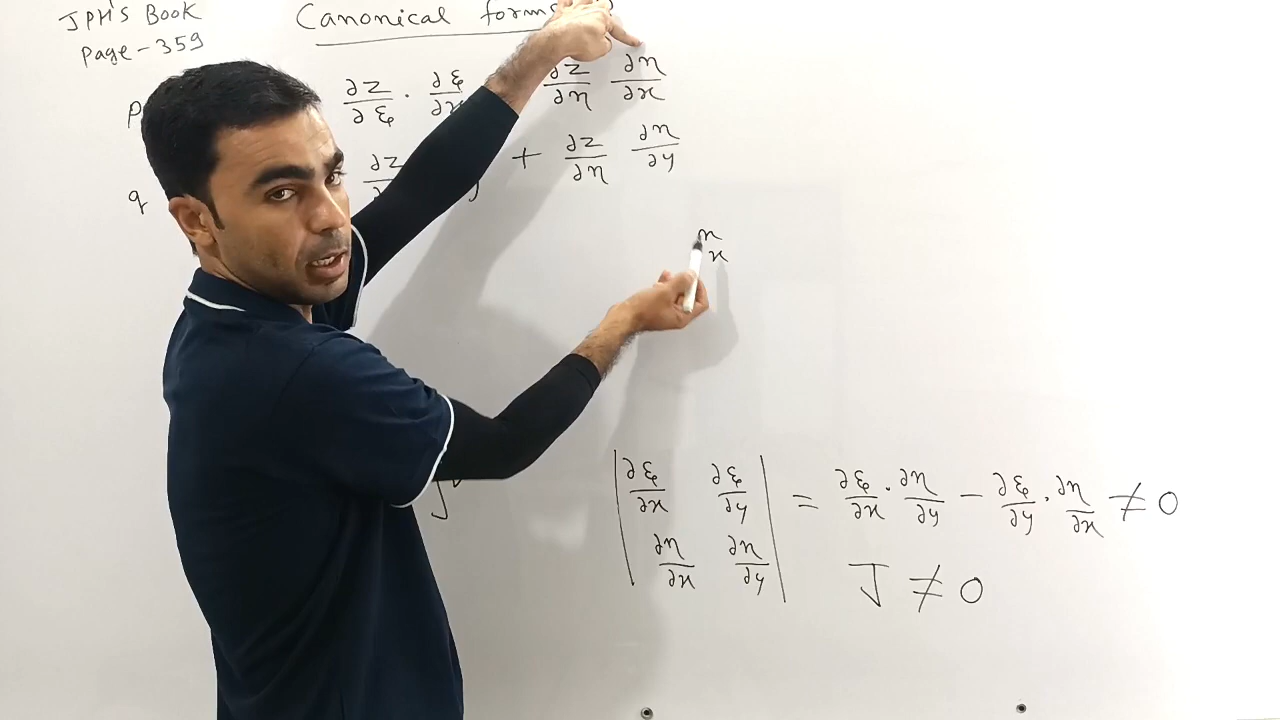 JPH'S Book
Page-359
Canonical forms
p ∂z/∂ξ · ∂ξ/∂x ∂z/∂η ∂η/∂x
q ∂z + ∂z/∂η ∂η/∂y
η
x
|∂ξ/∂x ∂ξ/∂y| = ∂ξ/∂x · ∂η/∂y − ∂ξ/∂y · ∂η/∂x ≠ 0
|∂η/∂x ∂η/∂y| J ≠ 0